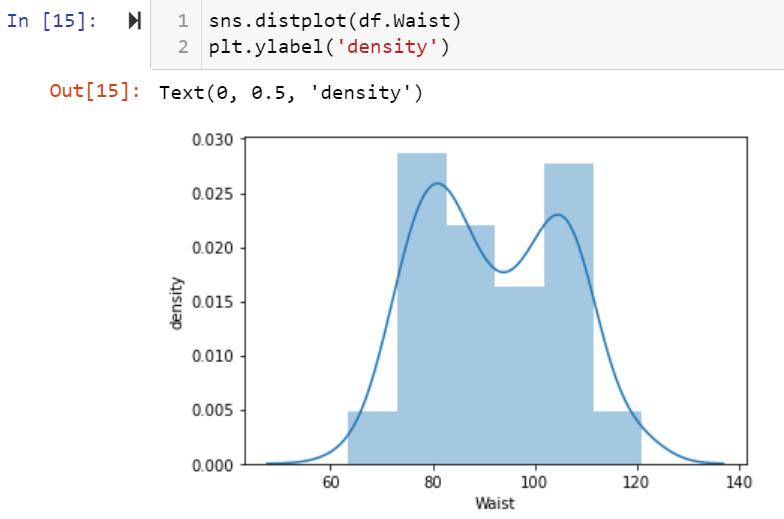 In [15]:
1 sns.distplot(df.Waist)
2 plt.ylabel('density')
Out[15]: Text(0, 0.5, 'density')
0.030
0.025
0.020
0.015
0.010
0.005
0.000
density
60 80 100 120 140
Waist